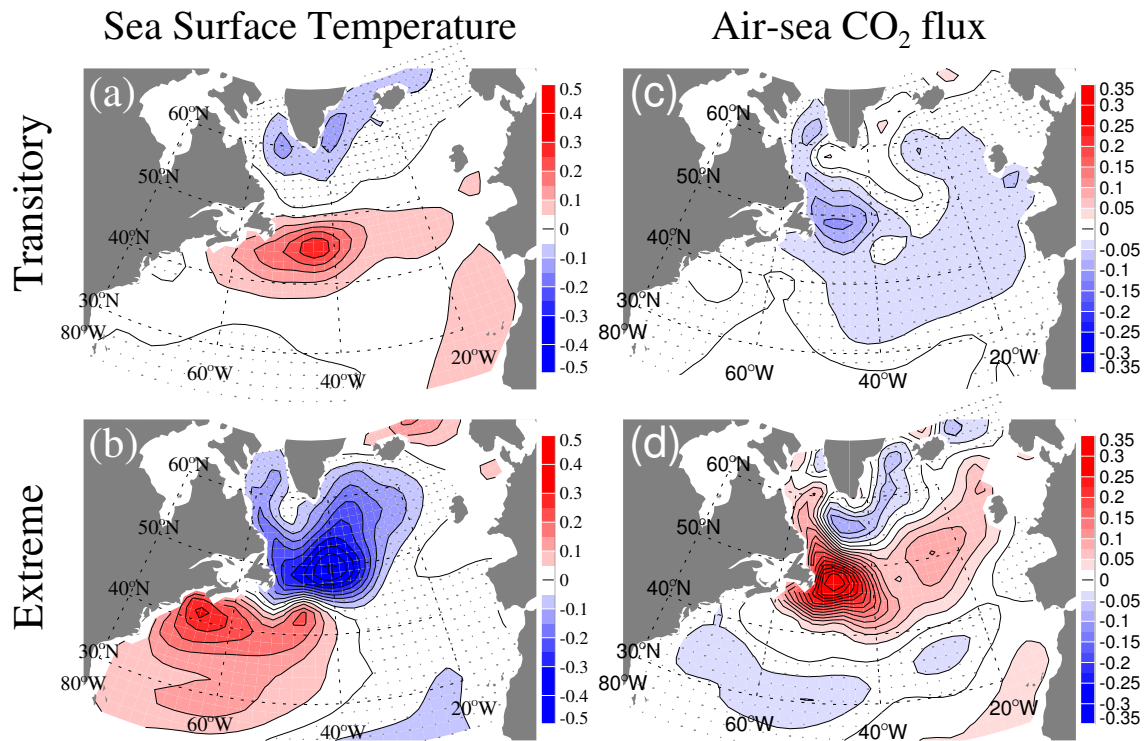 Sea Surface Temperature
Air-sea CO₂ flux
Transitory
(a)
60°N
50°N
40°N
30°N
80°W
60°W
40°W
20°W
0.5
0.4
0.3
0.2
0.1
0
-0.1
-0.2
-0.3
-0.4
-0.5
(c)
60°N
50°N
40°N
30°N
80°W
60°W
40°W
20°W
0.35
0.3
0.25
0.2
0.15
0.1
0.05
0
-0.05
-0.1
-0.15
-0.2
-0.25
-0.3
-0.35
Extreme
(b)
60°N
50°N
40°N
30°N
80°W
60°W
40°W
20°W
0.5
0.4
0.3
0.2
0.1
0
-0.1
-0.2
-0.3
-0.4
-0.5
(d)
60°N
50°N
40°N
30°N
80°W
60°W
40°W
20°W
0.35
0.3
0.25
0.2
0.15
0.1
0.05
0
-0.05
-0.1
-0.15
-0.2
-0.25
-0.3
-0.35